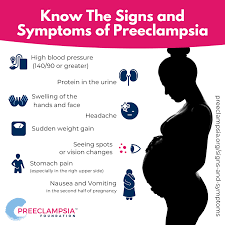 Know The Signs and
Symptoms of Preeclampsia
High blood pressure
(140/90 or greater)
Protein in the urine
Swelling of the
hands and face
Headache
Sudden weight gain
Seeing spots
or vision changes
Stomach pain
(especially in the right upper side)
Nausea and Vomiting
(in the second half of pregnancy)
PREECLAMPSIA
FOUNDATION
preeclampsia.org/signs-and-symptoms